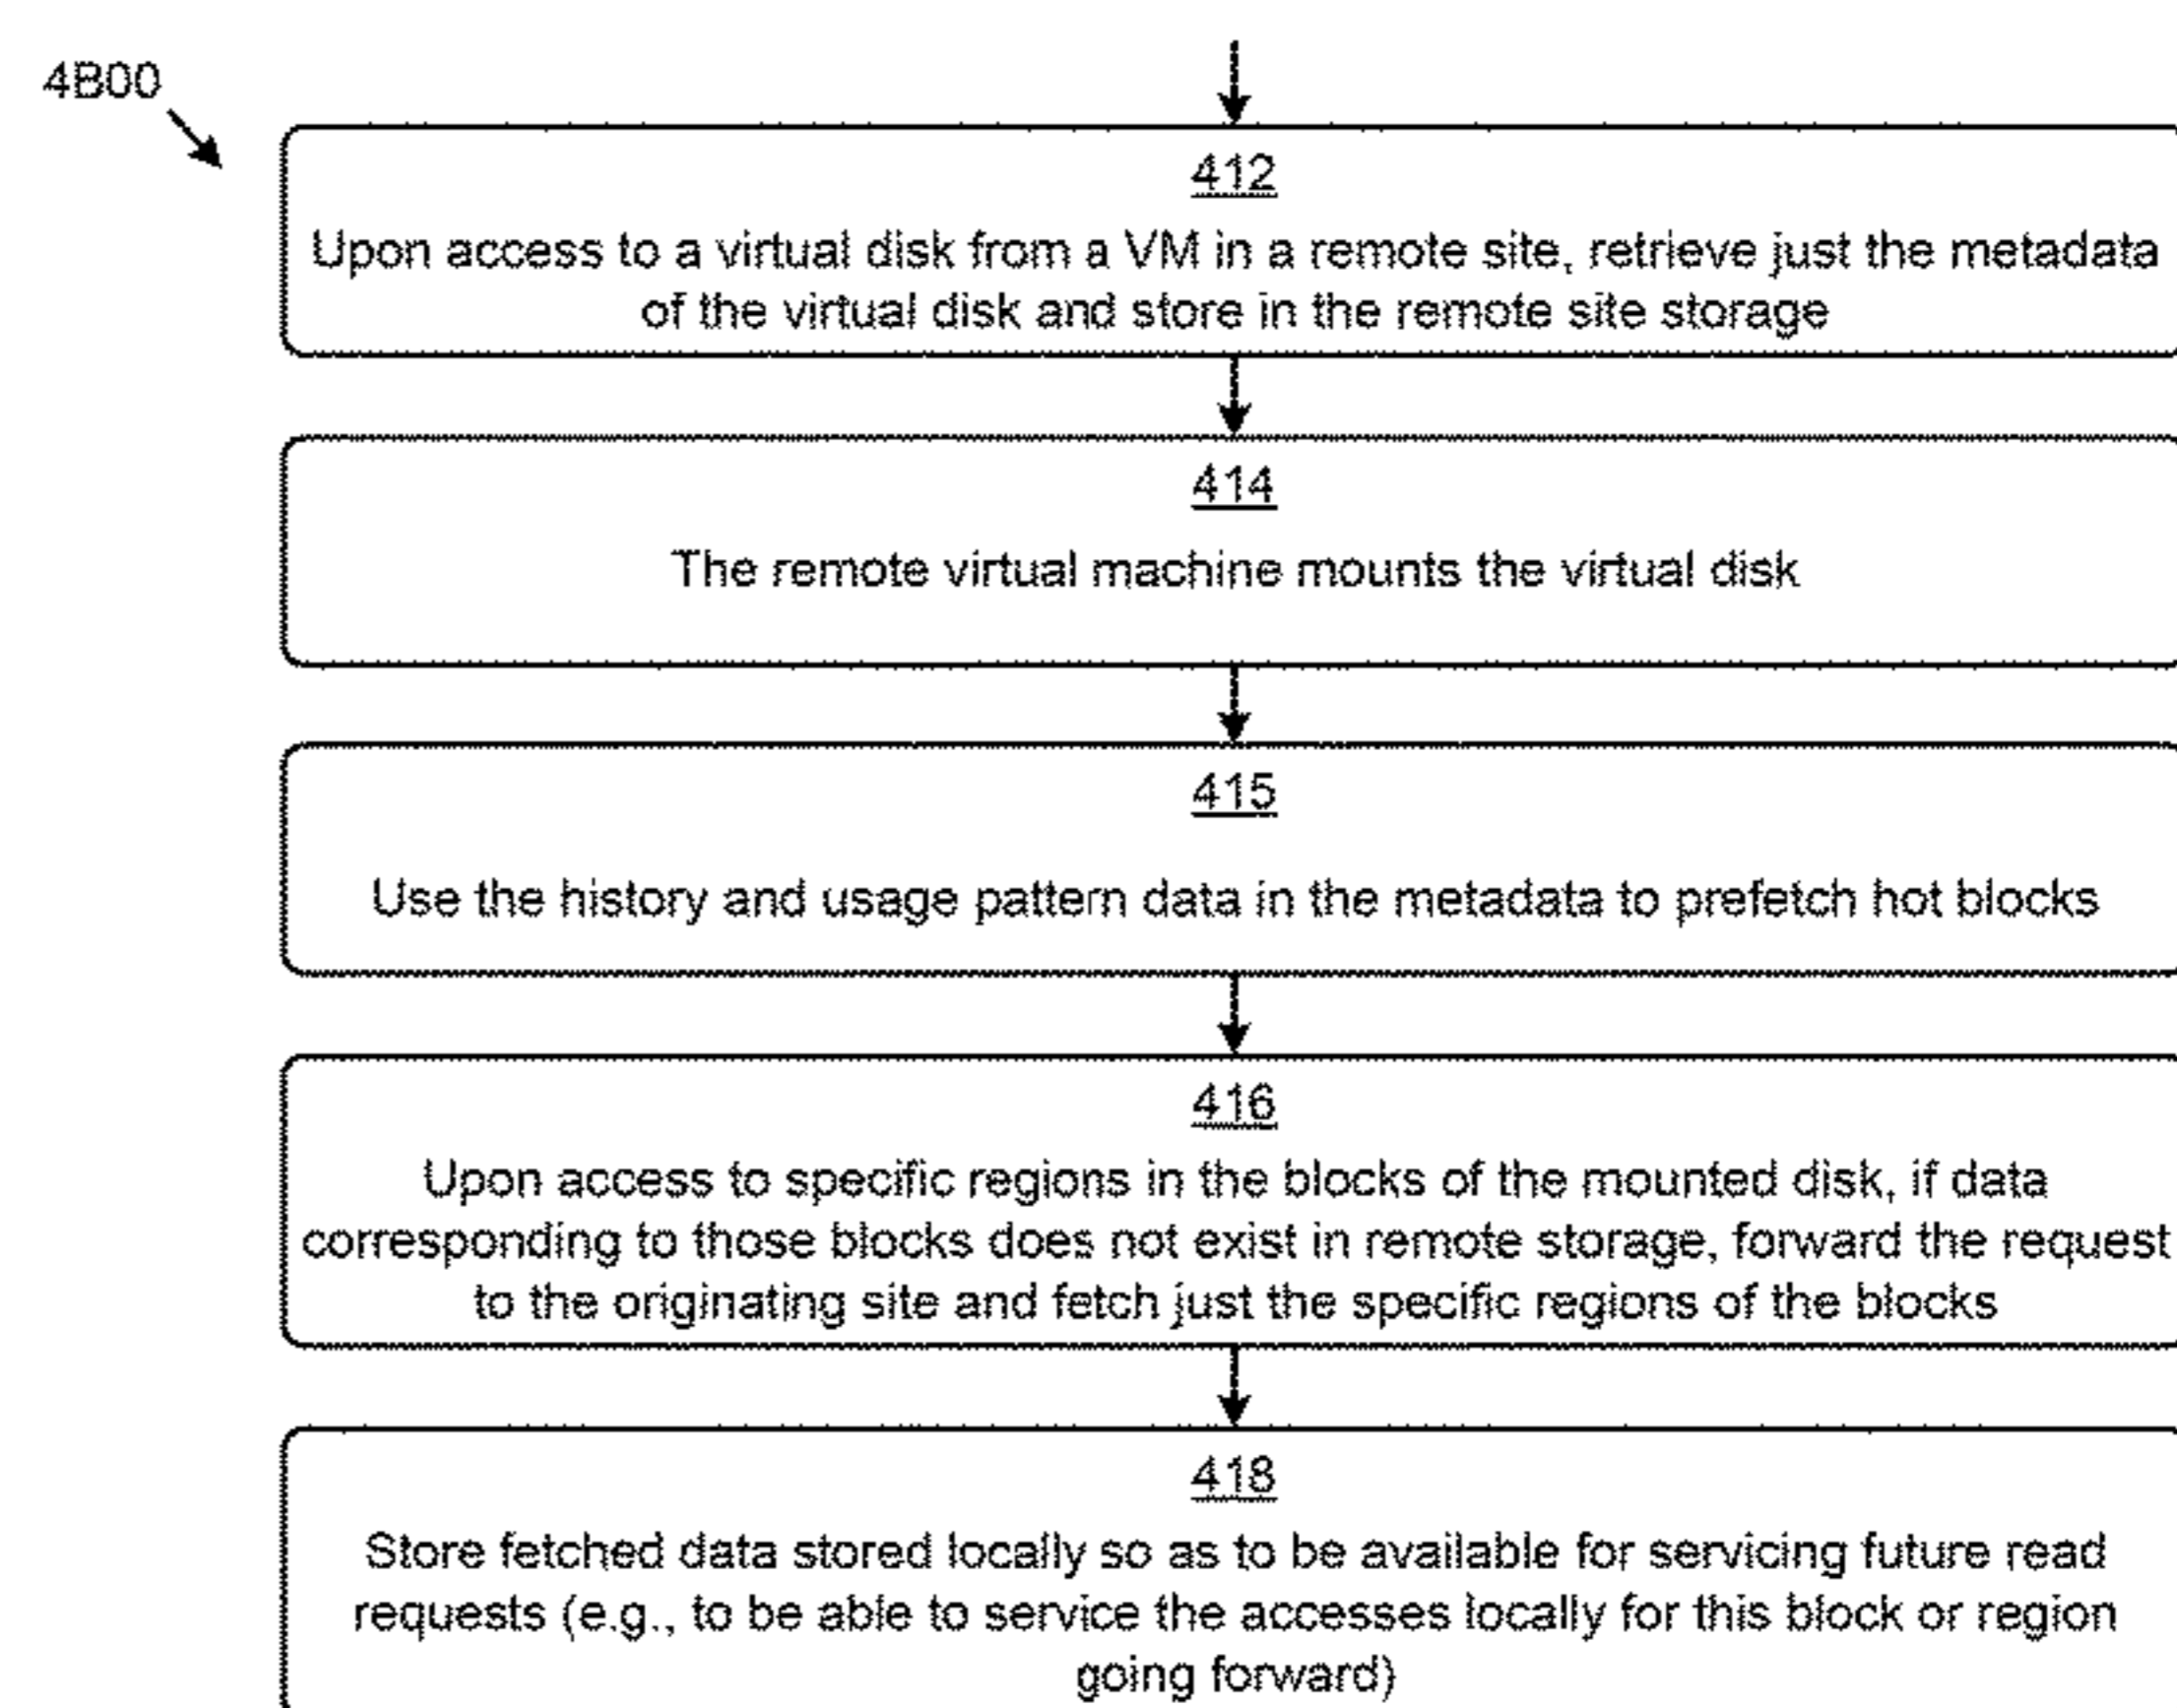 4B00
412
Upon access to a virtual disk from a VM in a remote site, retrieve just the metadata
of the virtual disk and store in the remote site storage
414
The remote virtual machine mounts the virtual disk
415
Use the history and usage pattern data in the metadata to prefetch hot blocks
416
Upon access to specific regions in the blocks of the mounted disk, if data
corresponding to those blocks does not exist in remote storage, forward the request
to the originating site and fetch just the specific regions of the blocks
418
Store fetched data stored locally so as to be available for servicing future read
requests (e.g., to be able to service the accesses locally for this block or region
going forward)